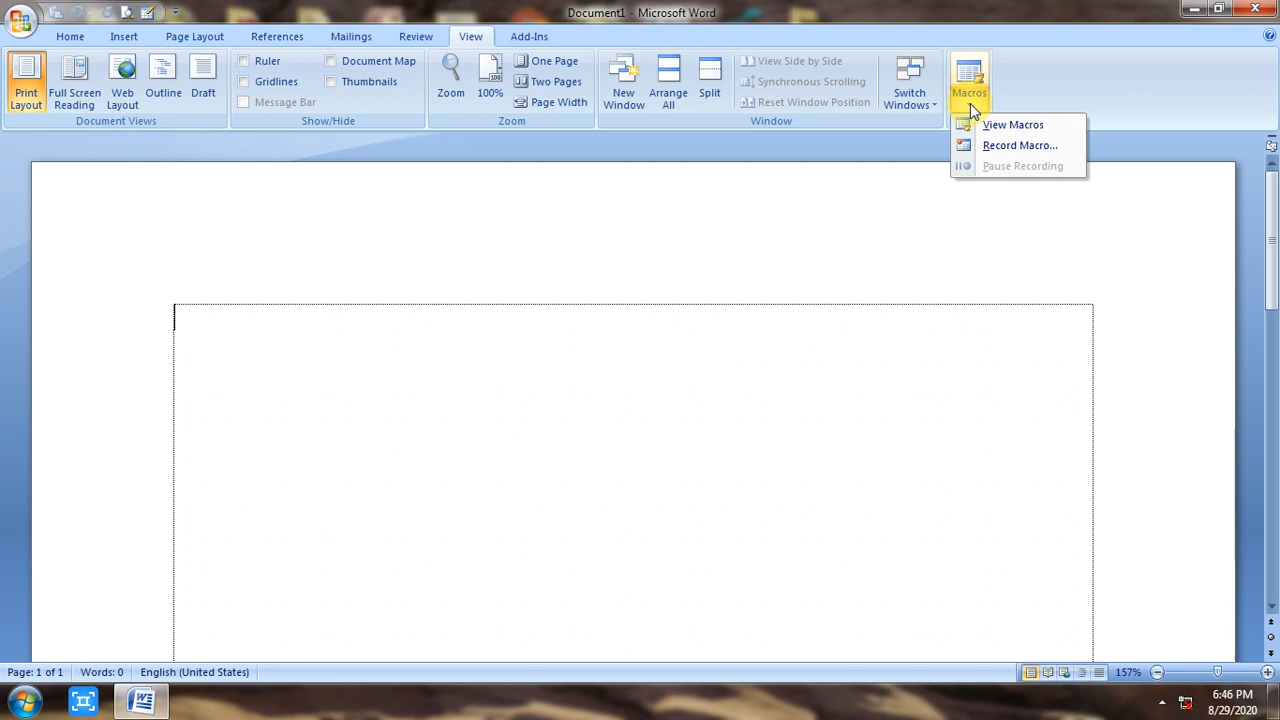 Document1 - Microsoft Word
Home Insert Page Layout References Mailings Review View Add-Ins
Print Layout
Full Screen Reading
Web Layout
Outline
Draft
Document Views
Ruler
Gridlines
Message Bar
Document Map
Thumbnails
Show/Hide
Zoom
100
100%
One Page
Two Pages
Page Width
Zoom
New Window
Arrange All
Split
View Side by Side
Synchronous Scrolling
Reset Window Position
Switch Windows
Window
Macros
View Macros
Record Macro...
Pause Recording
Page: 1 of 1 Words: 0 English (United States) 157%
6:46 PM
8/29/2020